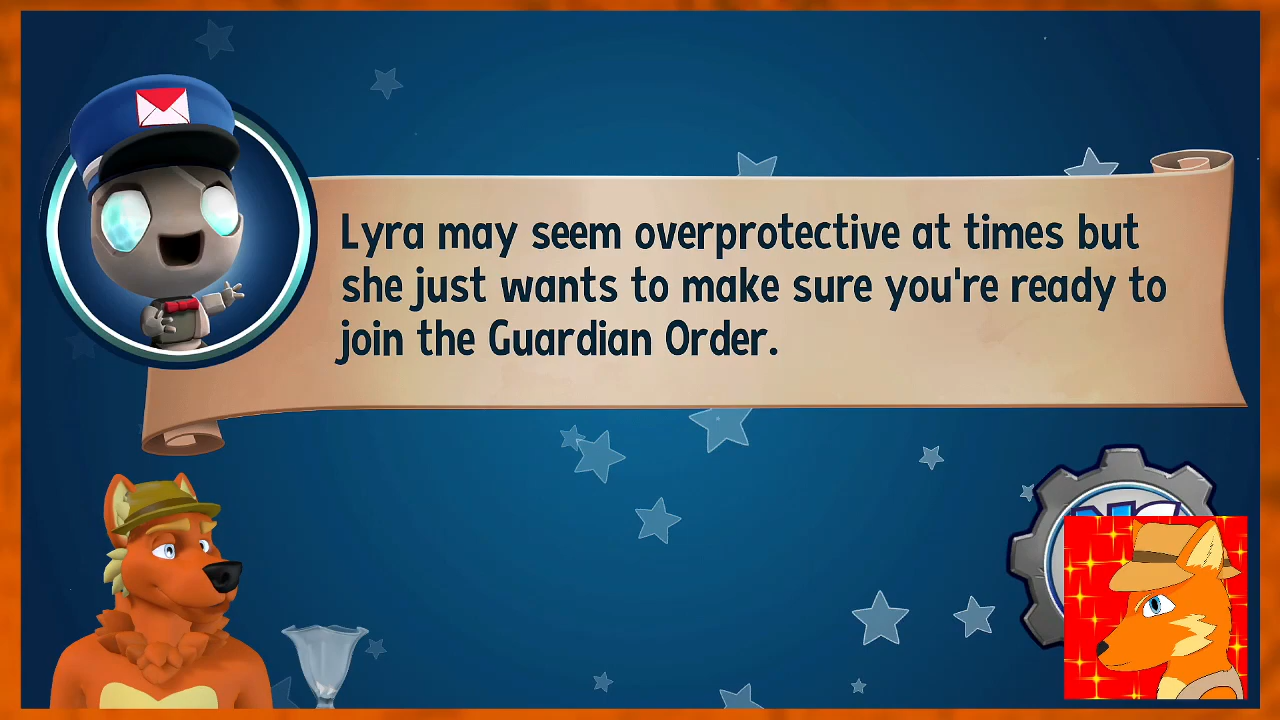 Lyra may seem overprotective at times but
she just wants to make sure you're ready to
join the Guardian Order.